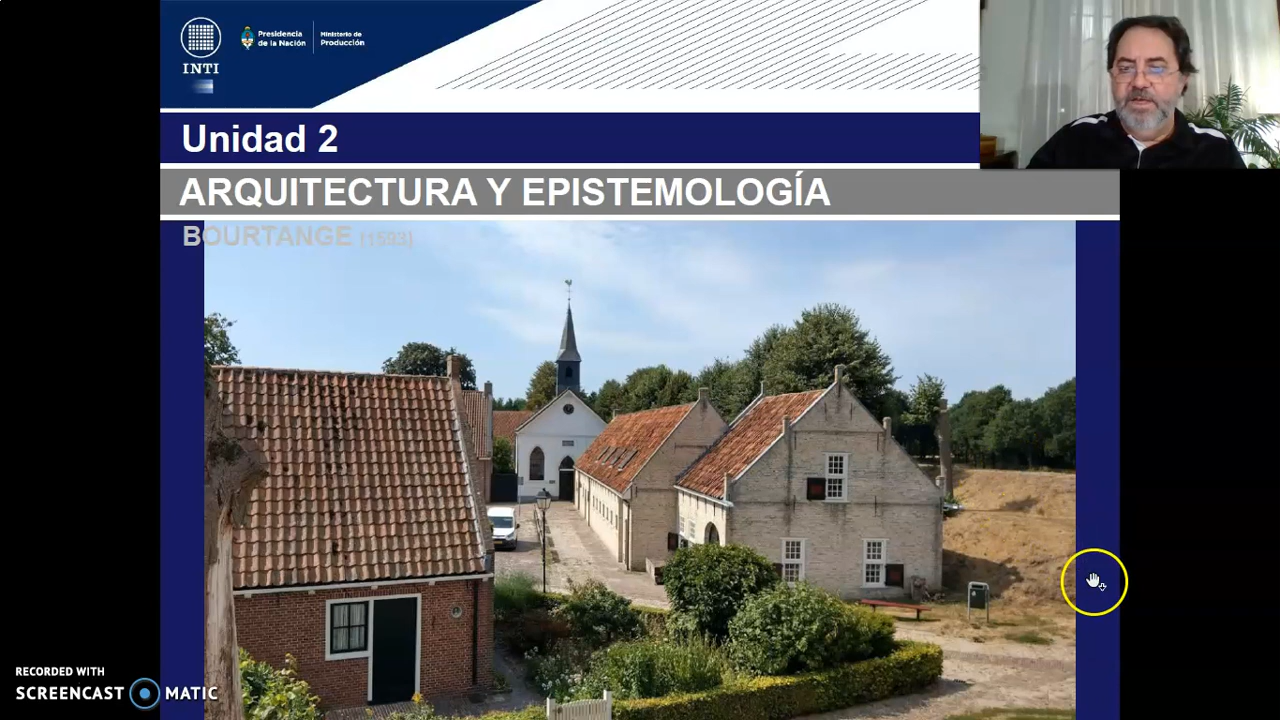 INTI
Presidencia
de la Nación
Ministerio de
Producción
Unidad 2
ARQUITECTURA Y EPISTEMOLOGÍA
BOURTANGE (1593)
RECORDED WITH
SCREENCAST MATIC